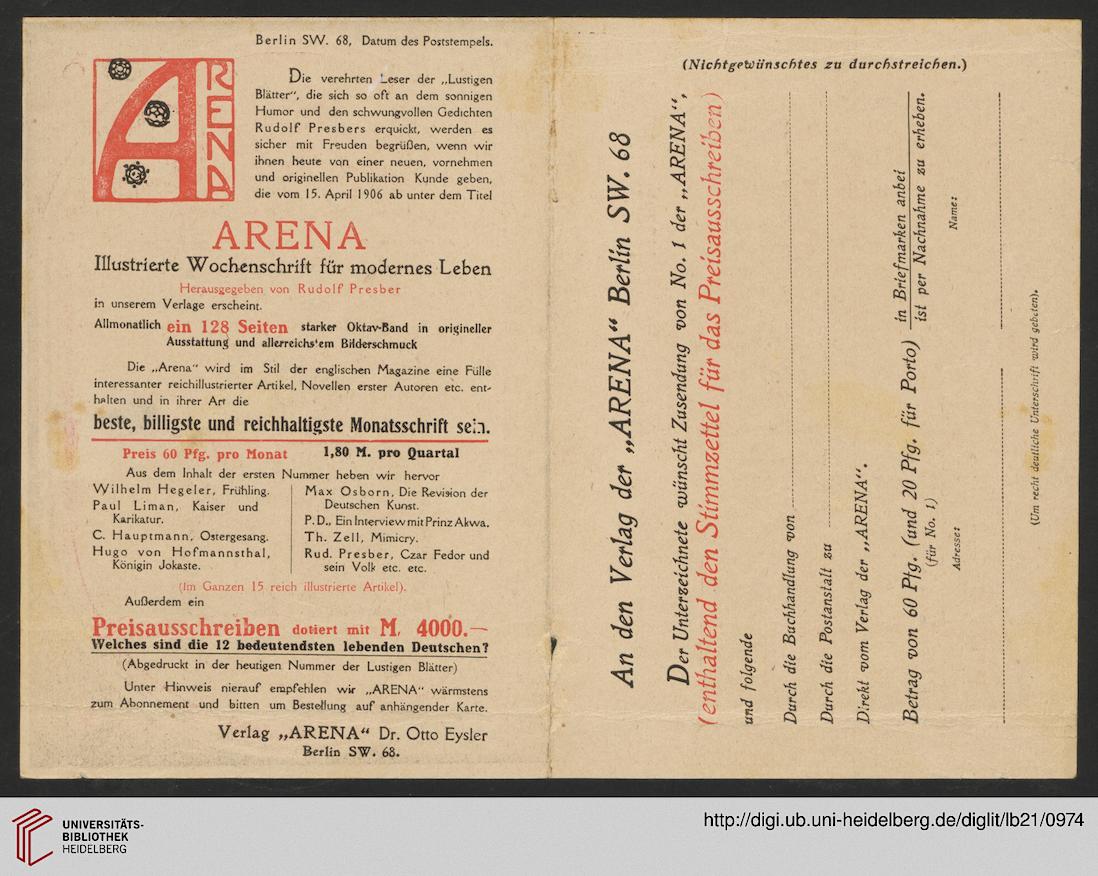 Berlin SW. 68, Datum des Poststempels.
ARENA
Die verehrten Leser der „Lustigen
Blätter“, die sich so oft an dem sonnigen
Humor und den schwungvollen Gedichten
Rudolf Presbers erquickt, werden es
sicher mit Freuden begrüßen, wenn wir
ihnen heute von einer neuen, vornehmen
und originellen Publikation Kunde geben,
die vom 15. April 1906 ab unter dem Titel
ARENA
Illustrierte Wochenschrift für modernes Leben
Herausgegeben von Rudolf Presber
in unserem Verlage erscheint.
Allmonatlich ein 128 Seiten starker Oktav-Band in origineller
Ausstattung und allerreichstem Bilderschmuck
Die „Arena“ wird im Stil der englischen Magazine eine Fülle
interessanter reichillustrierter Artikel, Novellen erster Autoren etc. ent-
halten und in ihrer Art die
beste, billigste und reichhaltigste Monatsschrift sein.
Preis 60 Pfg. pro Monat 1,80 M. pro Quartal
Aus dem Inhalt der ersten Nummer heben wir hervor
Wilhelm Hegeler, Frühling.
Paul Liman, Kaiser und
Karikatur.
C. Hauptmann, Ostergesang.
Hugo von Hofmannsthal,
Königin Jokaste.
Max Osborn, Die Revision der
Deutschen Kunst.
P.D., Ein Interview mit Prinz Akwa.
Th. Zell, Mimicry.
Rud. Presber, Czar Fedor und
sein Volk etc. etc.
(Im Ganzen 15 reich illustrierte Artikel).
Außerdem ein
Preisausschreiben dotiert mit M. 4000.—
Welches sind die 12 bedeutendsten lebenden Deutschen?
(Abgedruckt in der heutigen Nummer der Lustigen Blätter)
Unter Hinweis hierauf empfehlen wir „ARENA“ wärmstens
zum Abonnement und bitten um Bestellung auf anhängender Karte.
Verlag „ARENA“ Dr. Otto Eysler
Berlin SW. 68.
(Nichtgewünschtes zu durchstreichen.)
An den Verlag der „ARENA“ Berlin SW. 68
Der Unterzeichnete wünscht Zusendung von No. 1 der „ARENA“,
(enthaltend den Stimmzettel für das Preisausschreiben)
und folgende
Durch die Buchhandlung von
Durch die Postanstalt zu
Direkt vom Verlag der „ARENA“.
Betrag von 60 Pfg. (und 20 Pfg. für Porto) in Briefmarken anbei
ist per Nachnahme zu erheben.
(für No. 1)
Adresse: Name:
(Um recht deutliche Unterschrift wird gebeten).
UNIVERSITÄTS-
BIBLIOTHEK
HEIDELBERG
http://digi.ub.uni-heidelberg.de/diglit/lb21/0974